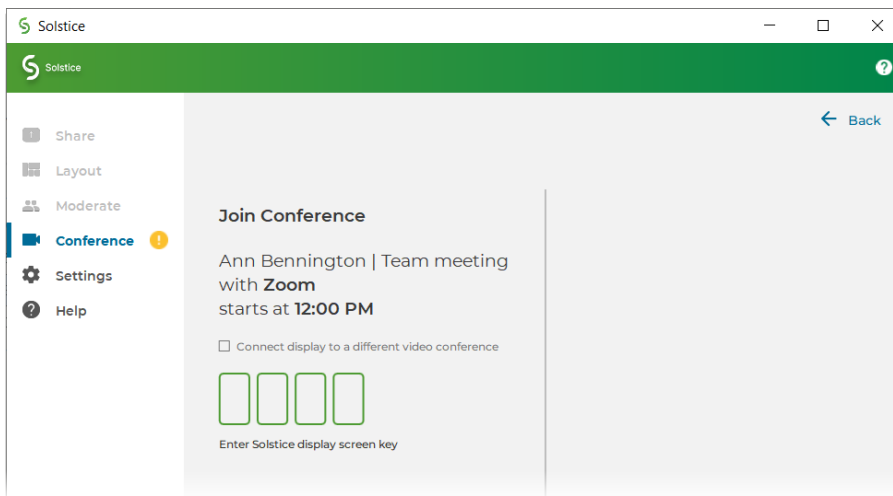 Solstice
Solstice
Back
Share
Layout
Moderate
Conference
Settings
Help
Join Conference
Ann Bennington | Team meeting
with Zoom
starts at 12:00 PM
Connect display to a different video conference
Enter Solstice display screen key